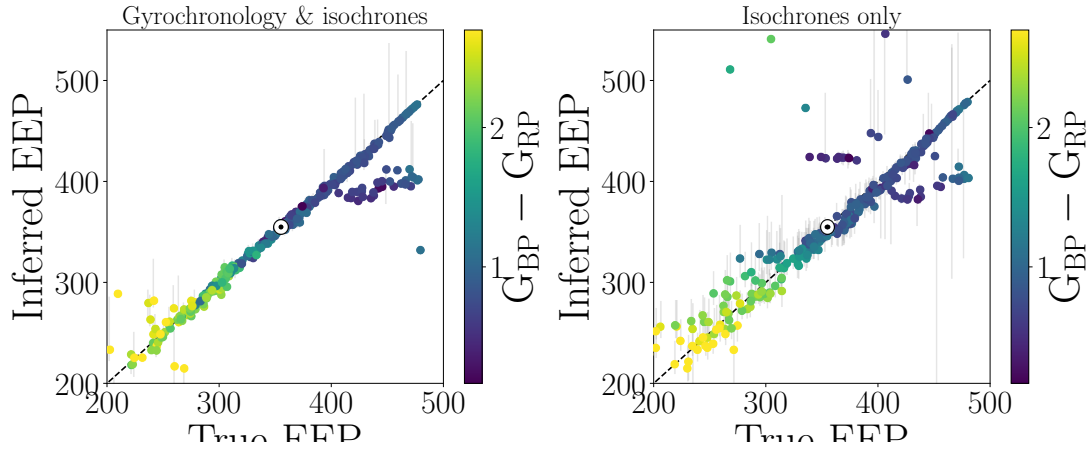 Gyrochronology & isochrones
Isochrones only
Inferred EEP
500
400
300
200
200 300 400 500
True EEP
2
1
G_BP − G_RP
Inferred EEP
500
400
300
200
200 300 400 500
True EEP
2
1
G_BP − G_RP